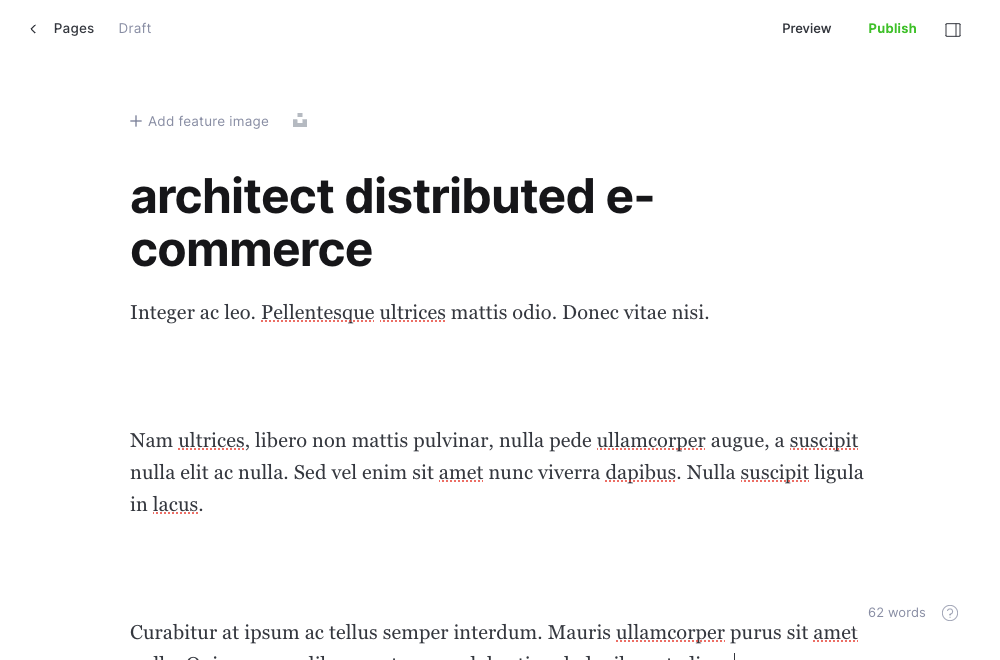 Pages Draft Preview Publish
Add feature image
architect distributed e-
commerce
Integer ac leo. Pellentesque ultrices mattis odio. Donec vitae nisi.
Nam ultrices, libero non mattis pulvinar, nulla pede ullamcorper augue, a suscipit
nulla elit ac nulla. Sed vel enim sit amet nunc viverra dapibus. Nulla suscipit ligula
in lacus.
62 words
Curabitur at ipsum ac tellus semper interdum. Mauris ullamcorper purus sit amet